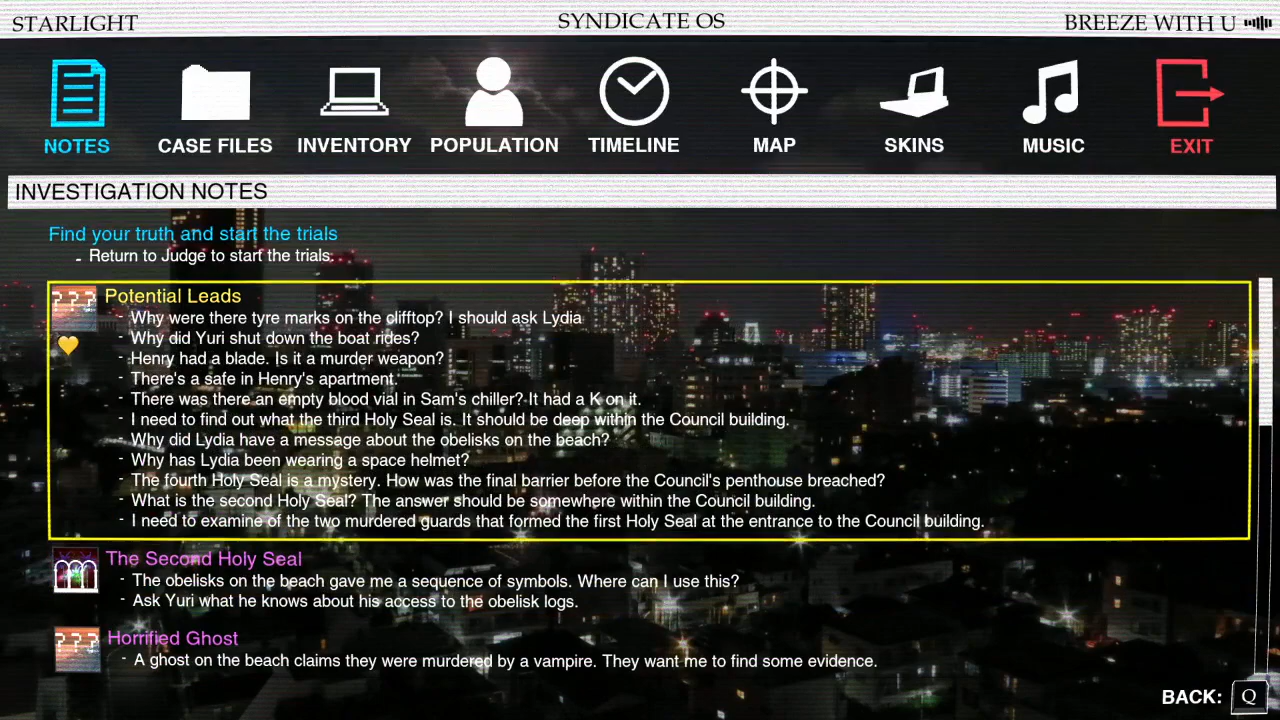 STARLIGHT
SYNDICATE OS
BREEZE WITH U
NOTES
CASE FILES
INVENTORY
POPULATION
TIMELINE
MAP
SKINS
MUSIC
EXIT
INVESTIGATION NOTES
Find your truth and start the trials
- Return to Judge to start the trials.
? ? ?
Potential Leads
- Why were there tyre marks on the clifftop? I should ask Lydia
- Why did Yuri shut down the boat rides?
- Henry had a blade. Is it a murder weapon?
- There's a safe in Henry's apartment.
- There was there an empty blood vial in Sam's chiller? It had a K on it.
- I need to find out what the third Holy Seal is. It should be deep within the Council building.
- Why did Lydia have a message about the obelisks on the beach?
- Why has Lydia been wearing a space helmet?
- The fourth Holy Seal is a mystery. How was the final barrier before the Council's penthouse breached?
- What is the second Holy Seal? The answer should be somewhere within the Council building.
- I need to examine of the two murdered guards that formed the first Holy Seal at the entrance to the Council building.
The Second Holy Seal
- The obelisks on the beach gave me a sequence of symbols. Where can I use this?
- Ask Yuri what he knows about his access to the obelisk logs.
? ? ?
Horrified Ghost
- A ghost on the beach claims they were murdered by a vampire. They want me to find some evidence.
BACK: Q